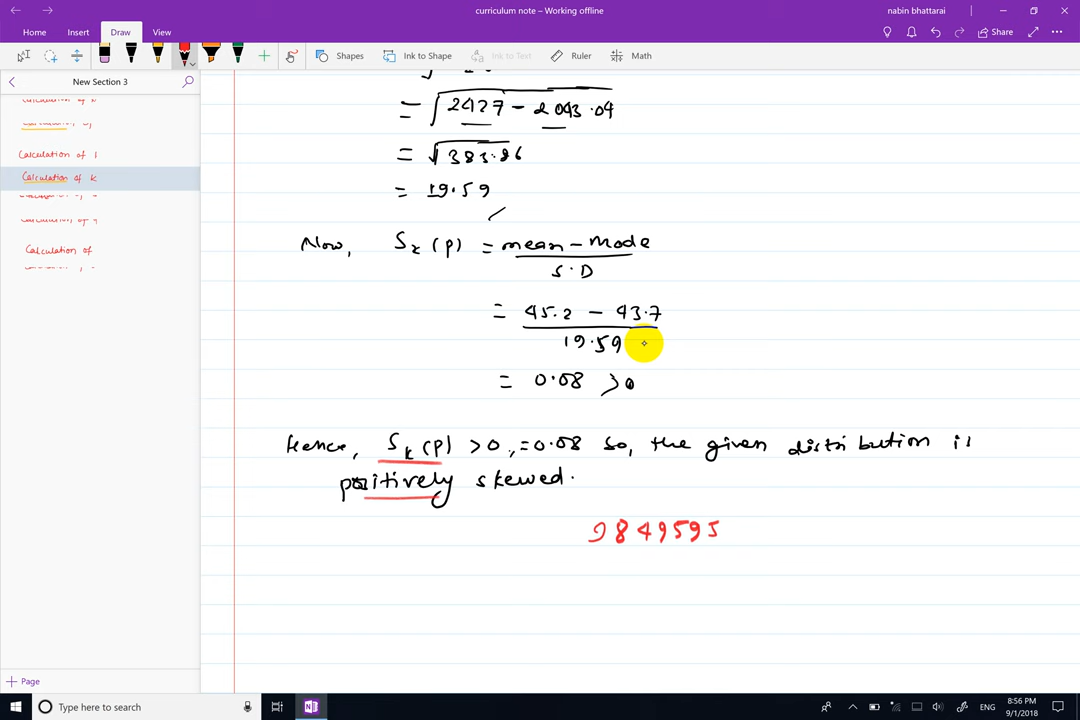 curriculum note – Working offline
nabin bhattarai
Home Insert Draw View
Share
Shapes Ink to Shape Ink to Text Ruler Math
New Section 3
Calculation of 1
Calculation of k
Calculation of
Page
= √2427 - 2043.04
= √383.96
= 19.59
Now, Sk (p) = mean - Mode
S.D
= 45.2 - 43.7
19.59
= 0.08 > 0
Hence, Sk (p) > 0, = 0.08 so, the given distribution is
positively skewed.
9849595
Type here to search
ENG
8:56 PM
9/1/2018